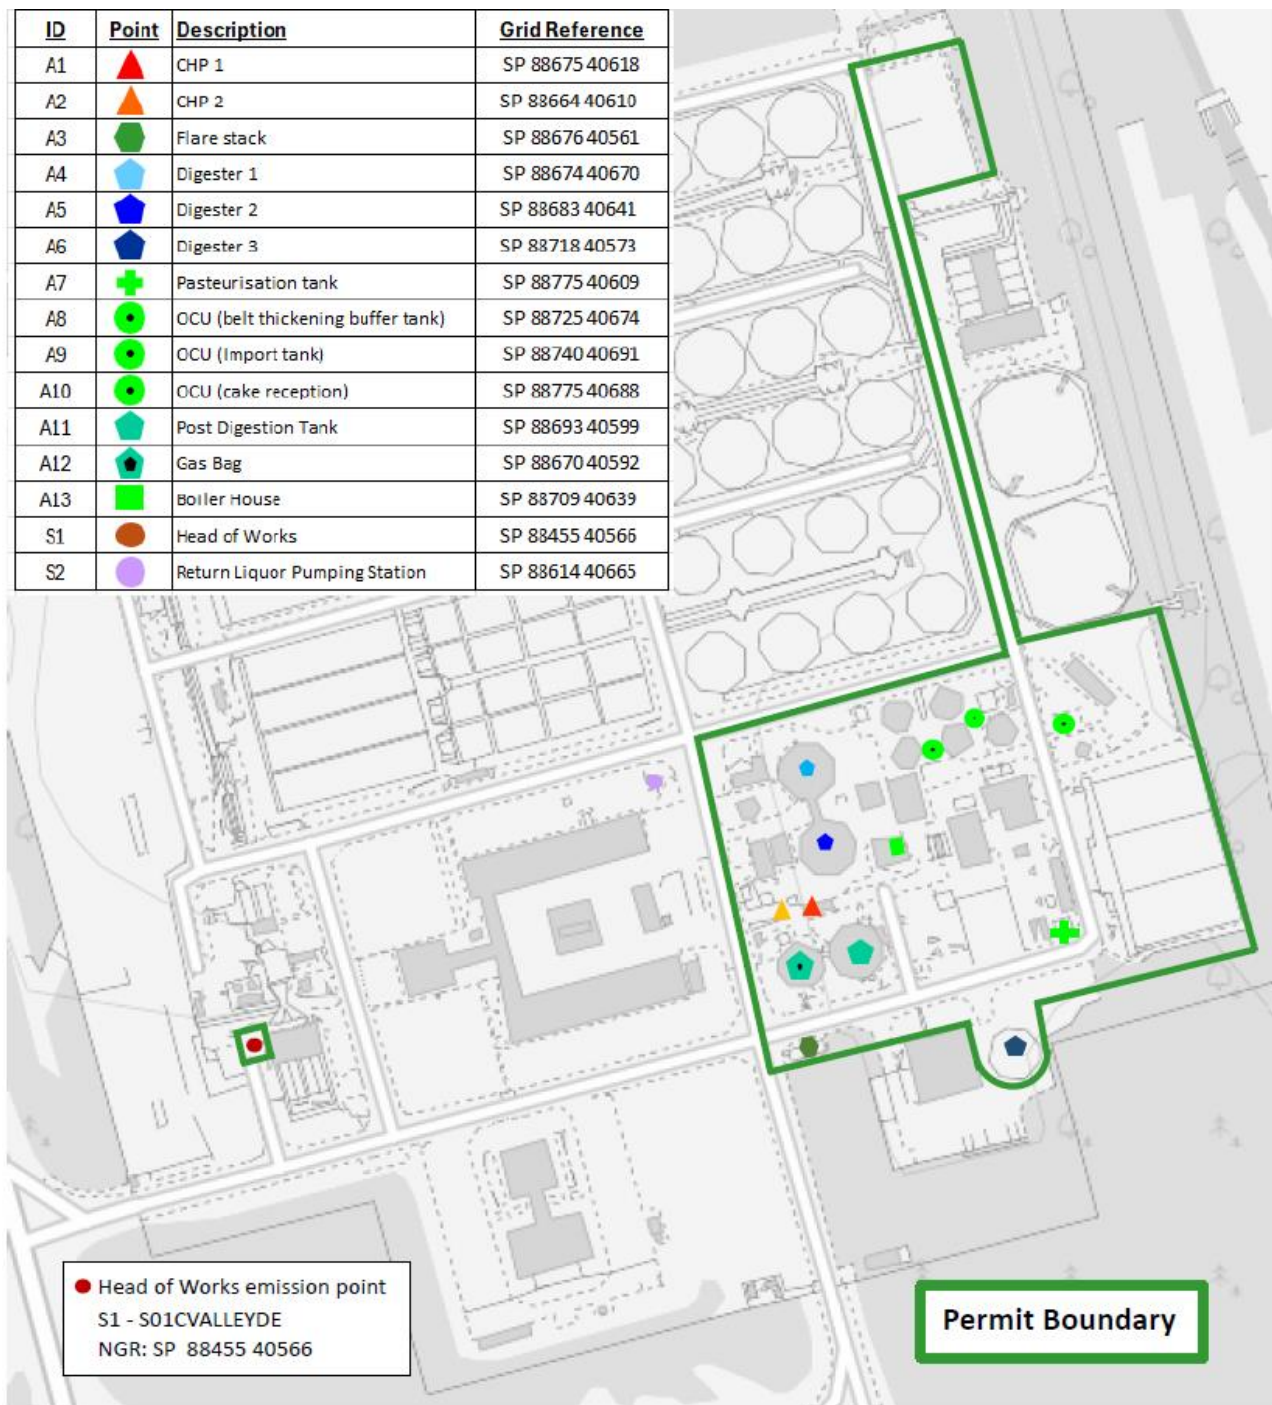 ID Point Description Grid Reference
A1 CHP 1 SP 88675 40618
A2 CHP 2 SP 88664 40610
A3 Flare stack SP 88676 40561
A4 Digester 1 SP 88674 40670
A5 Digester 2 SP 88683 40641
A6 Digester 3 SP 88718 40573
A7 Pasteurisation tank SP 88775 40609
A8 OCU (belt thickening buffer tank) SP 88725 40674
A9 OCU (Import tank) SP 88740 40691
A10 OCU (cake reception) SP 88775 40688
A11 Post Digestion Tank SP 88693 40599
A12 Gas Bag SP 88670 40592
A13 Boiler House SP 88709 40639
S1 Head of Works SP 88455 40566
S2 Return Liquor Pumping Station SP 88614 40665
Head of Works emission point
S1 - S01CVALLEYDE
NGR: SP 88455 40566
Permit Boundary